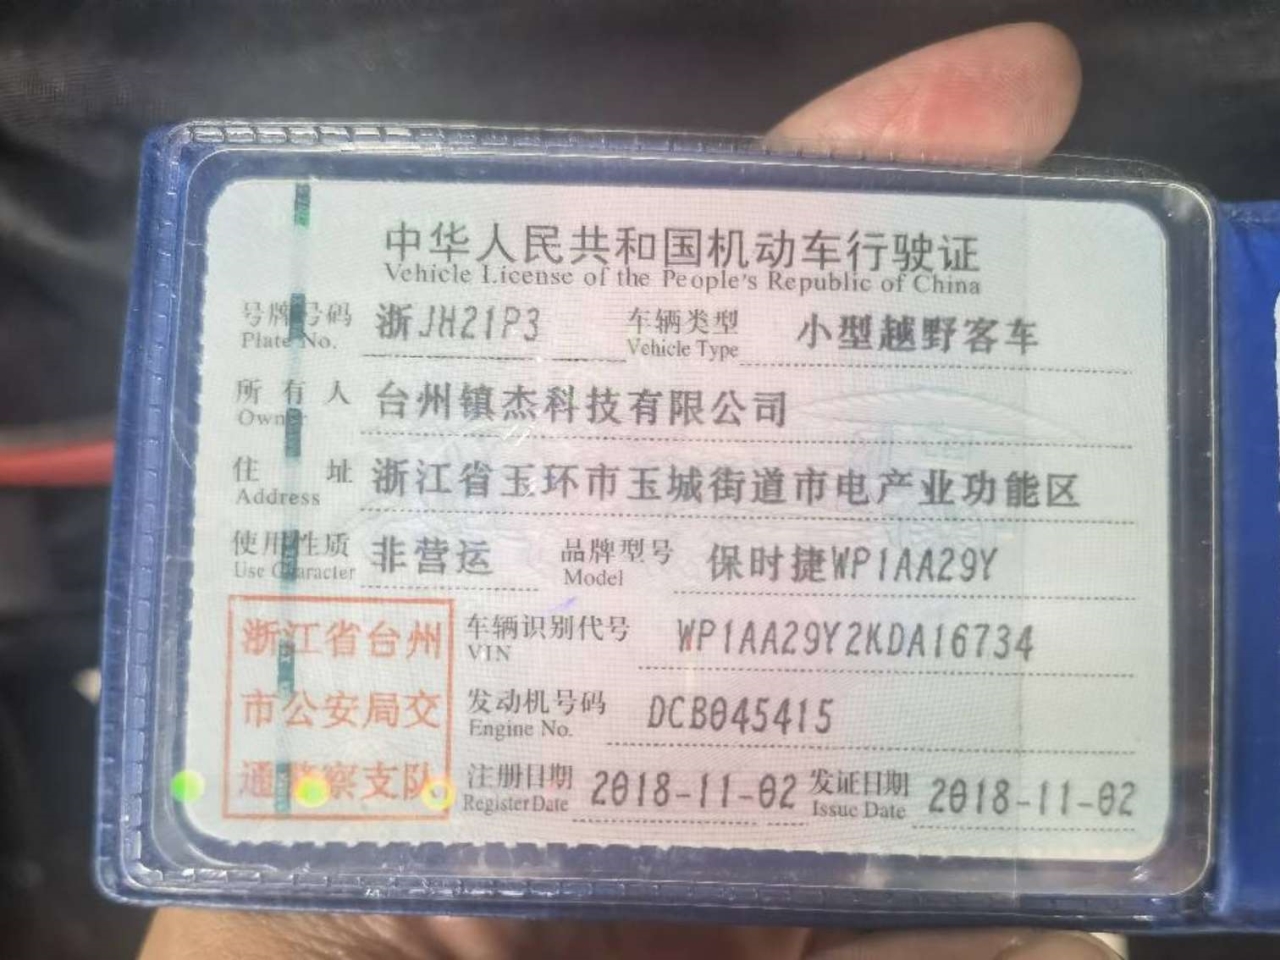 中华人民共和国机动车行驶证
Vehicle License of the People's Republic of China
号牌号码 浙JH21P3 车辆类型 小型越野客车
Plate No. Vehicle Type
所有人 台州镇杰科技有限公司
Owner
住址 浙江省玉环市玉城街道市电产业功能区
Address
使用性质 非营运 品牌型号 保时捷WP1AA29Y
Use Character Model
浙江省台州
市公安局交
通警察支队
车辆识别代号 WP1AA29Y2KDA16734
VIN
发动机号码 DCB045415
Engine No.
注册日期 2018-11-02 发证日期 2018-11-02
Register Date Issue Date